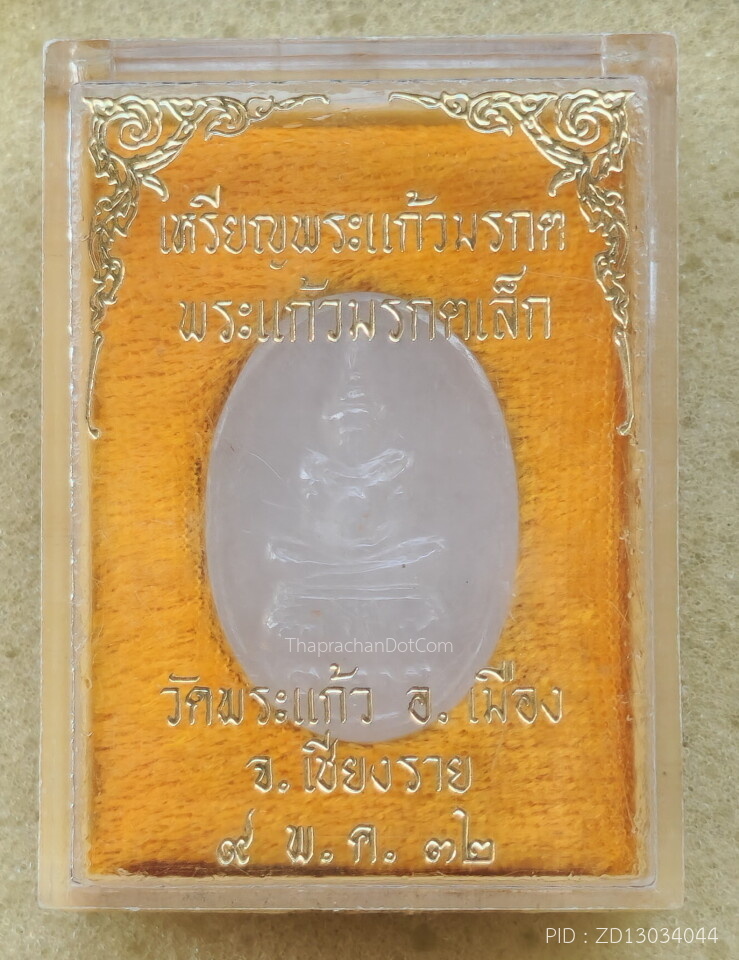 เหรียญพระแก้วมรกต
พระแก้วมรกตเล็ก
ThaprachanDotCom
วัดพระแก้ว อ. เมือง
จ. เชียงราย
๙ พ. ค. ๓๒
PID : ZD13034044